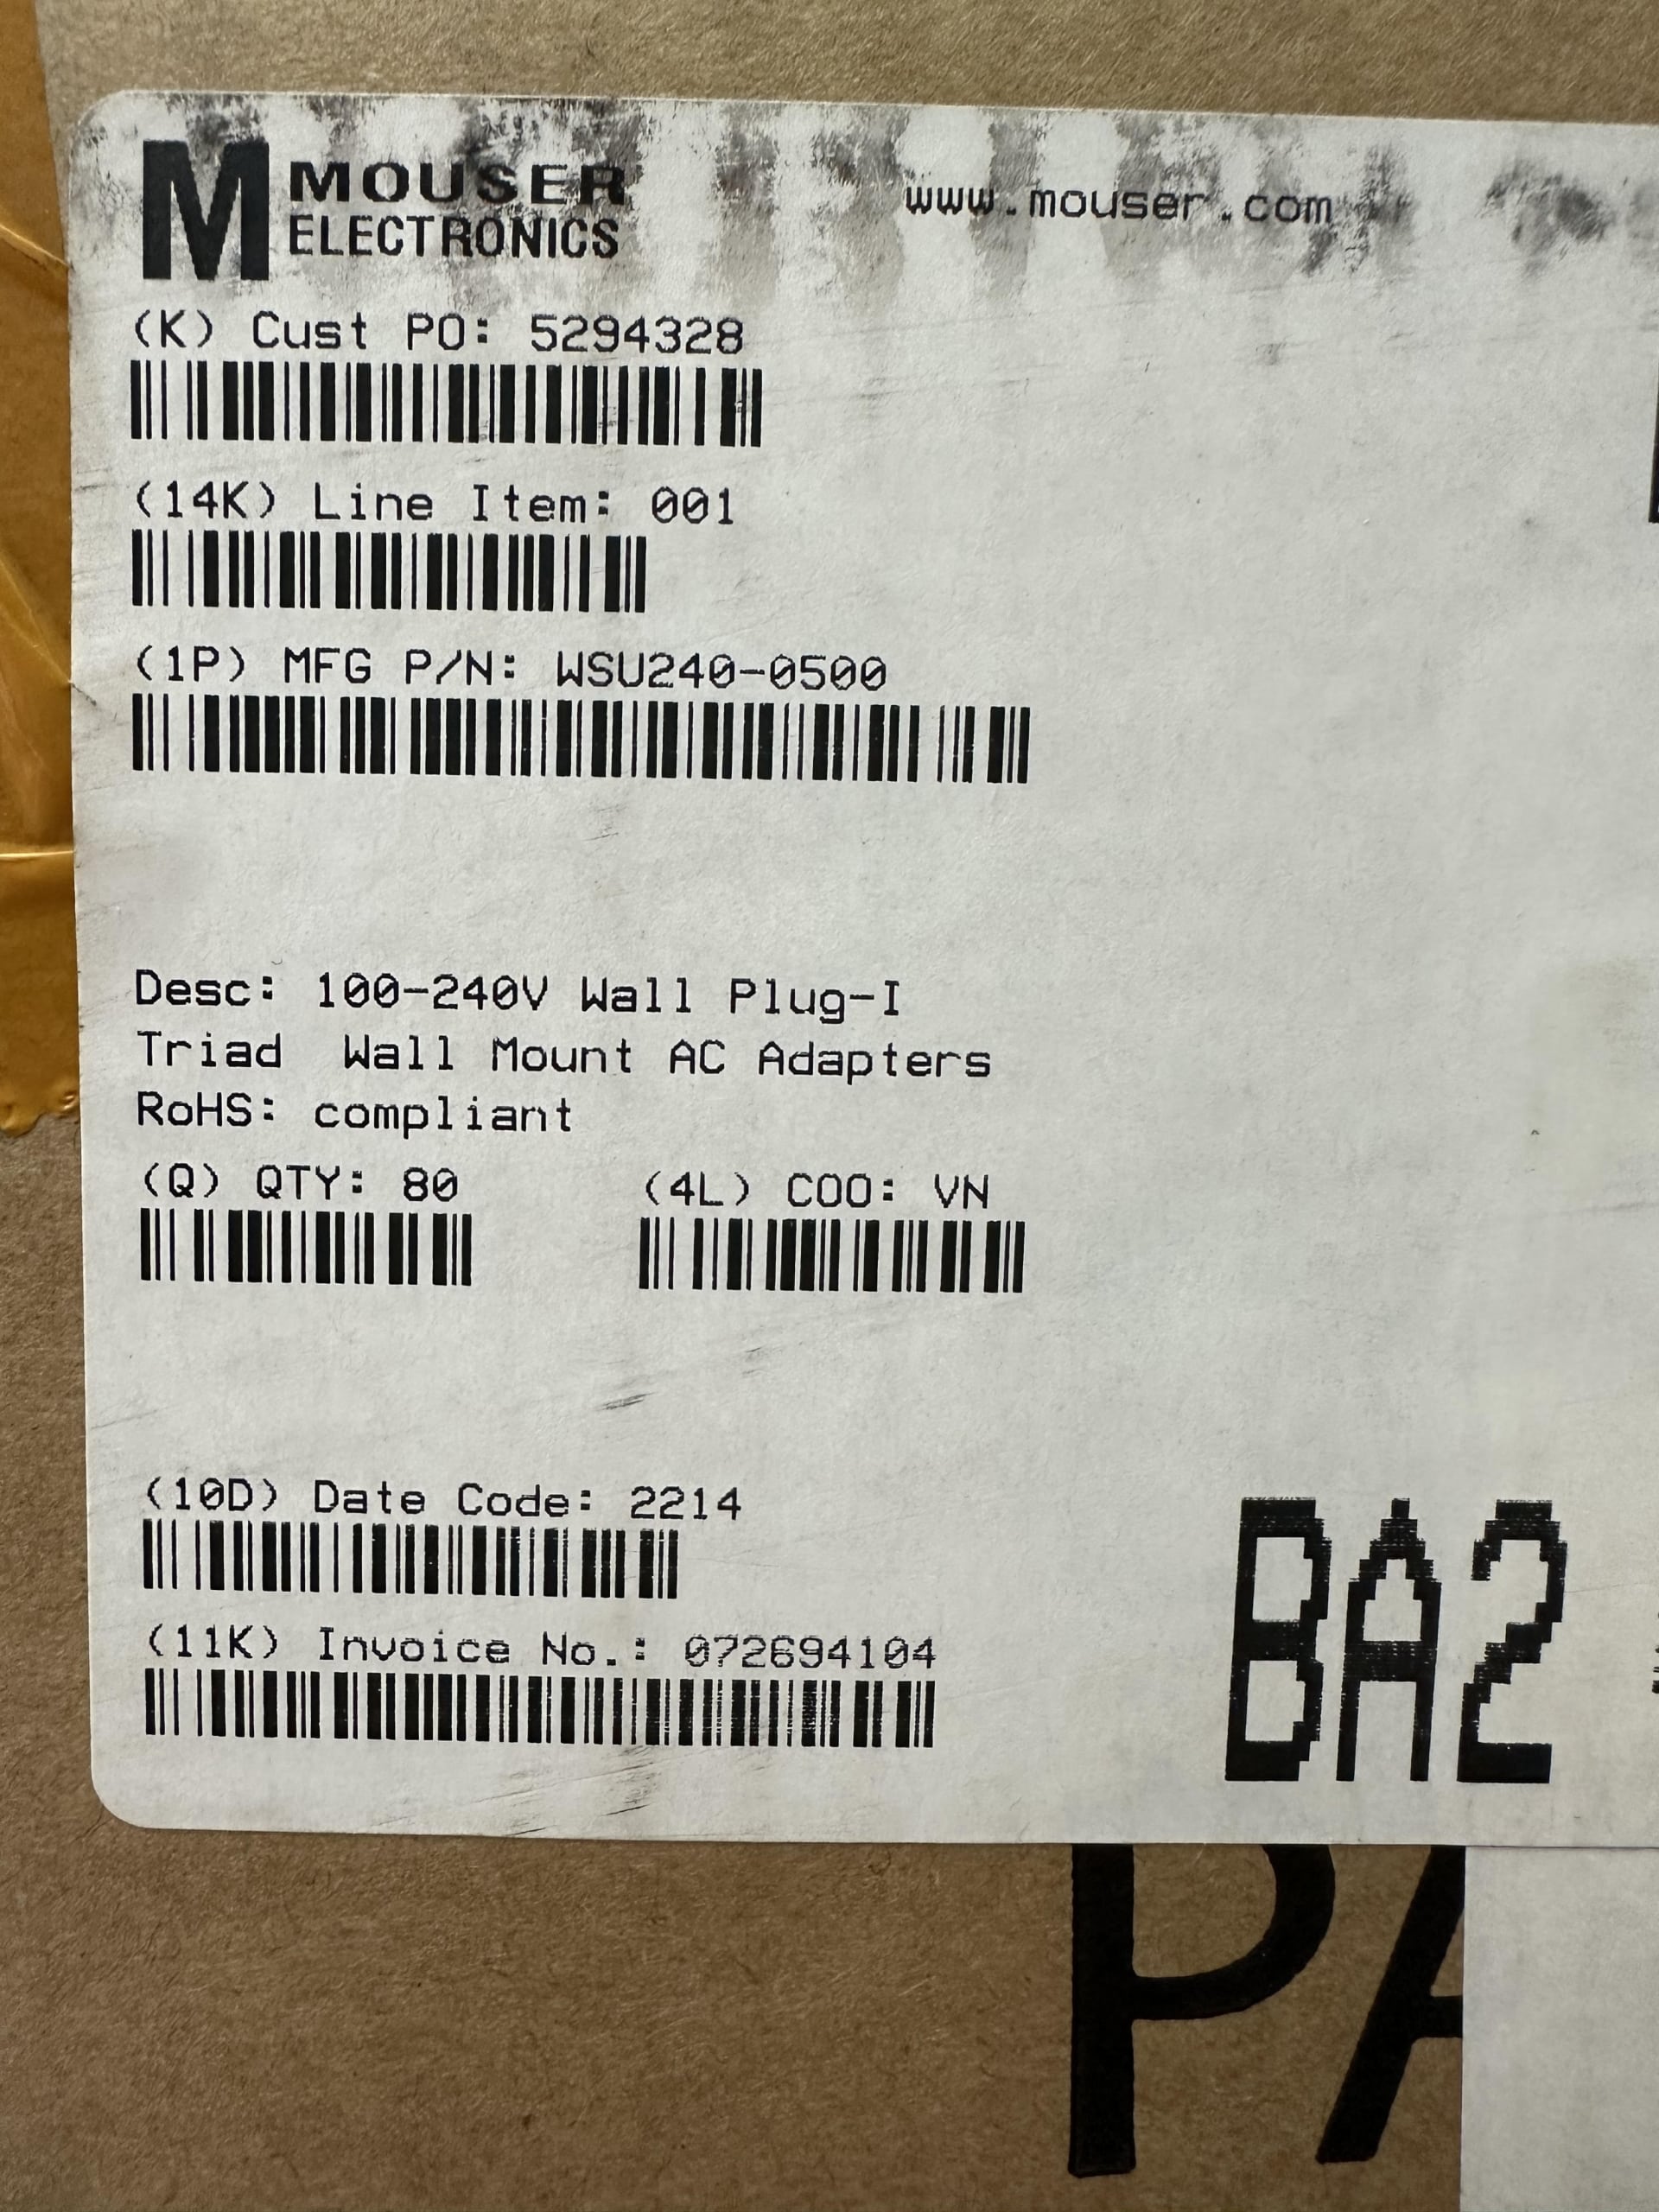 M MOUSER
ELECTRONICS
www.mouser.com
(K) Cust PO: 5294328
(14K) Line Item: 001
(1P) MFG P/N: WSU240-0500
Desc: 100-240V Wall Plug-I
Triad  Wall Mount AC Adapters
RoHS: compliant
(Q) QTY: 80
(4L) COO: VN
(10D) Date Code: 2214
(11K) Invoice No.: 072694104
BA2
PA